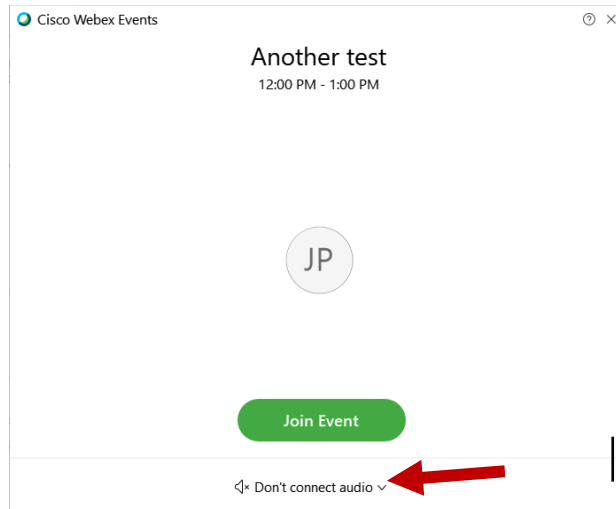 Cisco Webex Events
Another test
12:00 PM - 1:00 PM
JP
Join Event
Don't connect audio